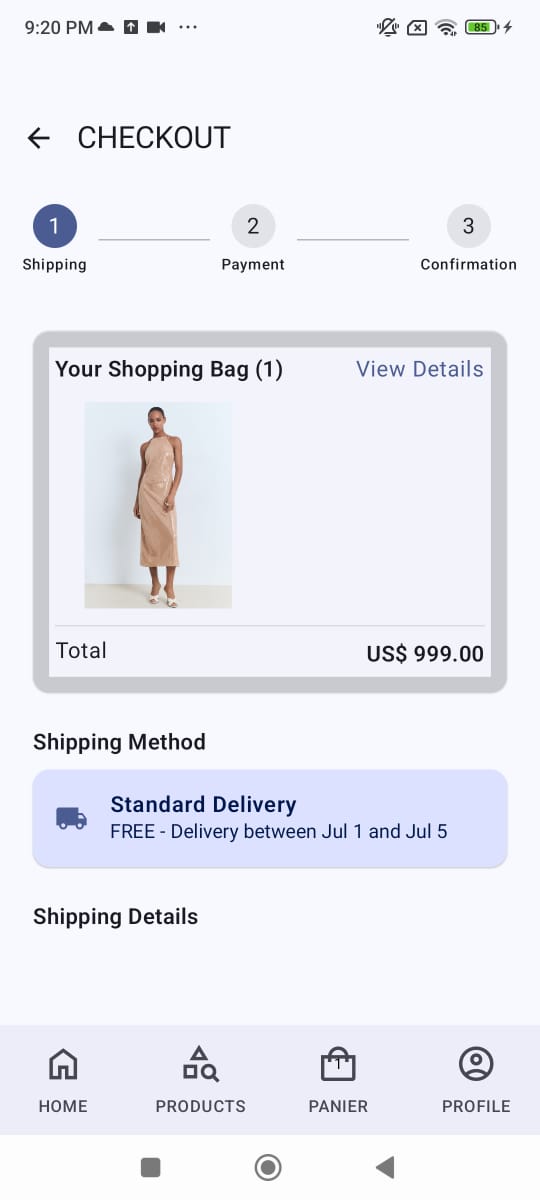 9:20 PM
85
CHECKOUT
1
2
3
Shipping
Payment
Confirmation
Your Shopping Bag (1)
View Details
Total
US$ 999.00
Shipping Method
Standard Delivery
FREE - Delivery between Jul 1 and Jul 5
Shipping Details
1
HOME
PRODUCTS
PANIER
PROFILE